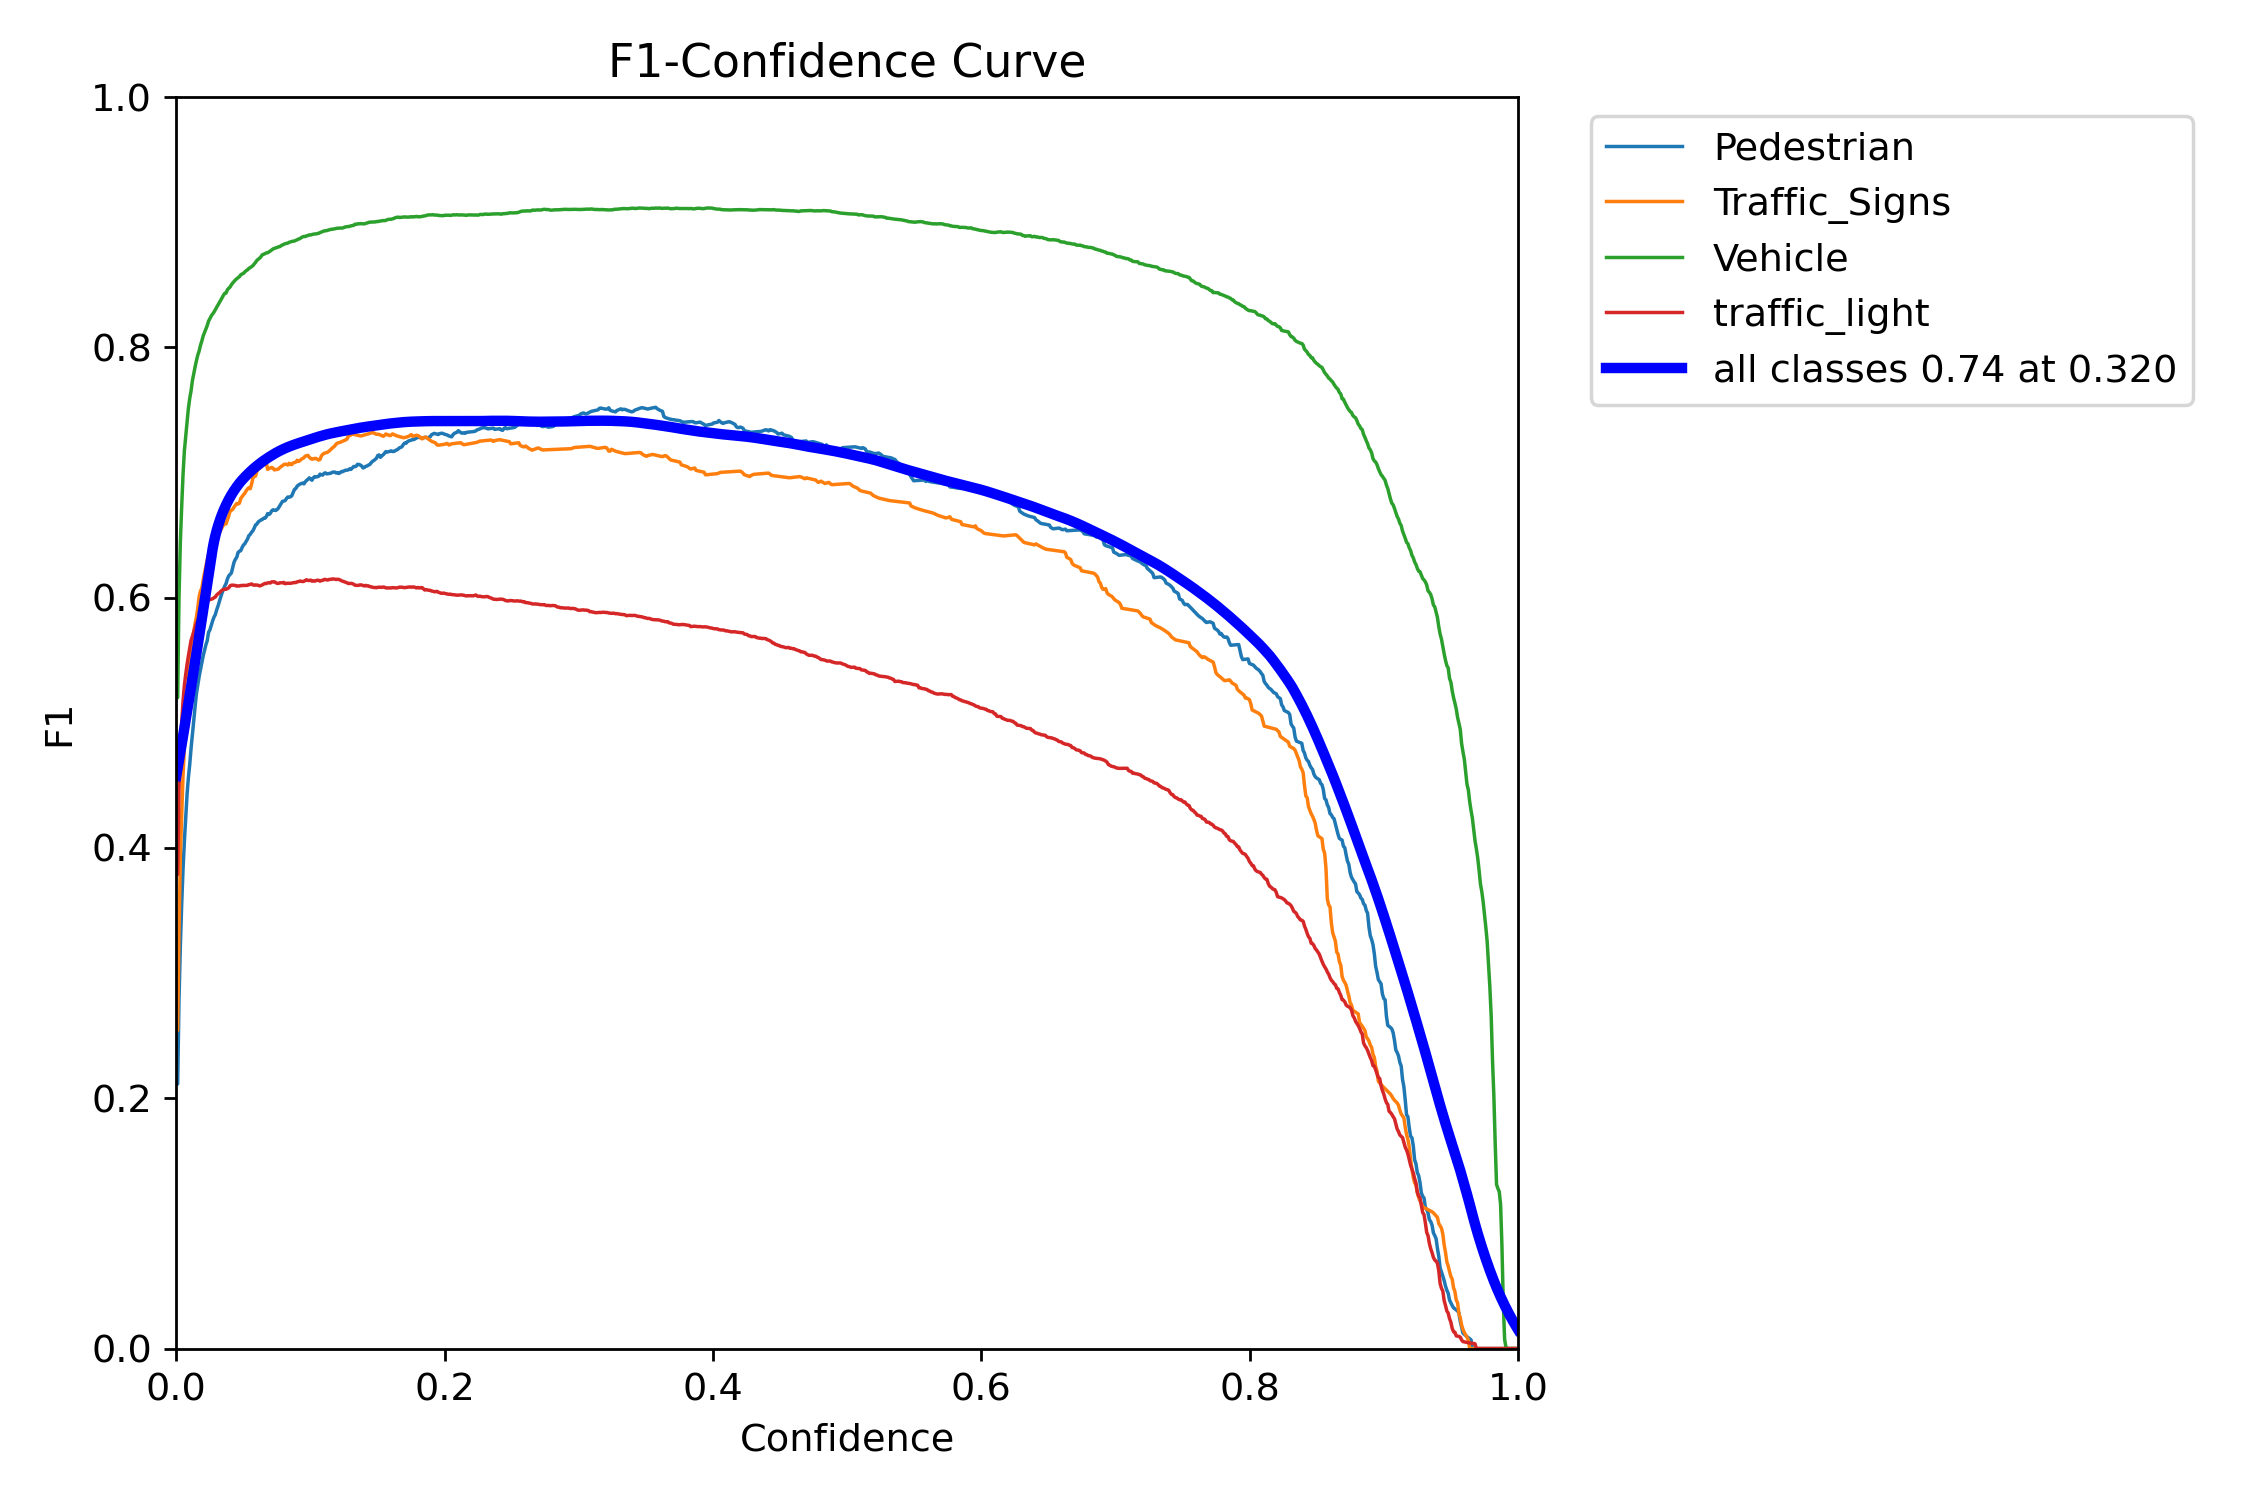 F1-Confidence Curve
1.0
0.8
0.6
0.4
0.2
0.0
F1
0.0 0.2 0.4 0.6 0.8 1.0
Confidence
Pedestrian
Traffic_Signs
Vehicle
traffic_light
all classes 0.74 at 0.320